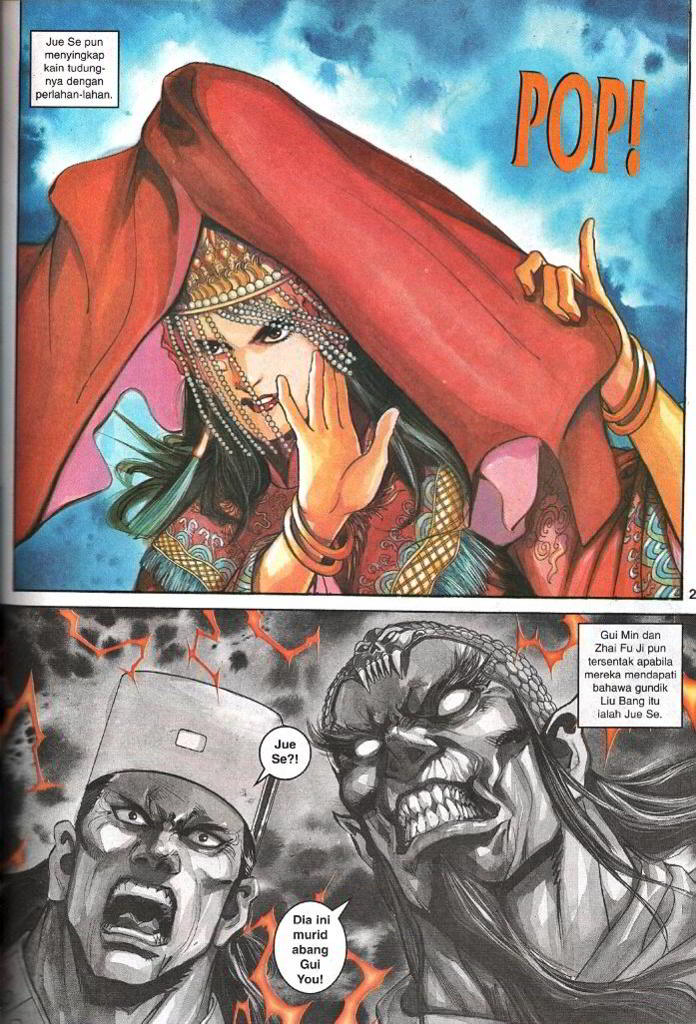 Jue Se pun
menyingkap
kain tudung-
nya dengan
perlahan-lahan.
POP!
2
Gui Min dan
Zhai Fu Ji pun
tersentak apabila
mereka mendapati
bahawa gundik
Liu Bang itu
ialah Jue Se.
Jue
Se?!
Dia ini
murid
abang
Gui
You!